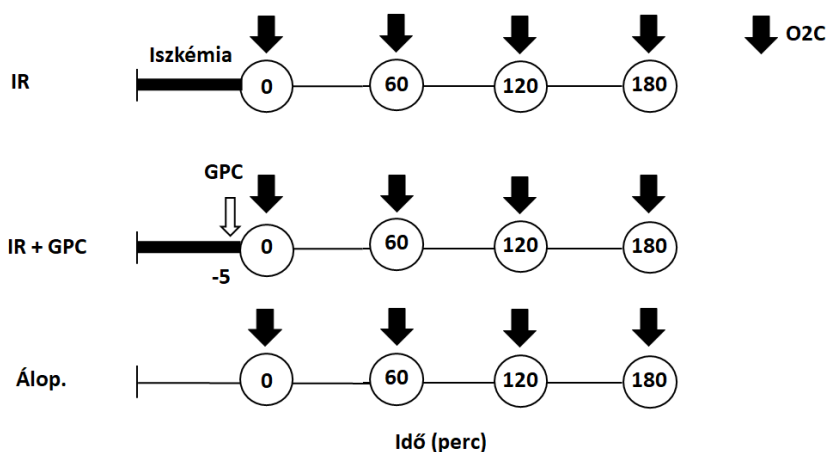 O2C
Iszkémia
IR
0 60 120 180
GPC
IR + GPC
0 60 120 180
-5
Álop.
0 60 120 180
Idő (perc)